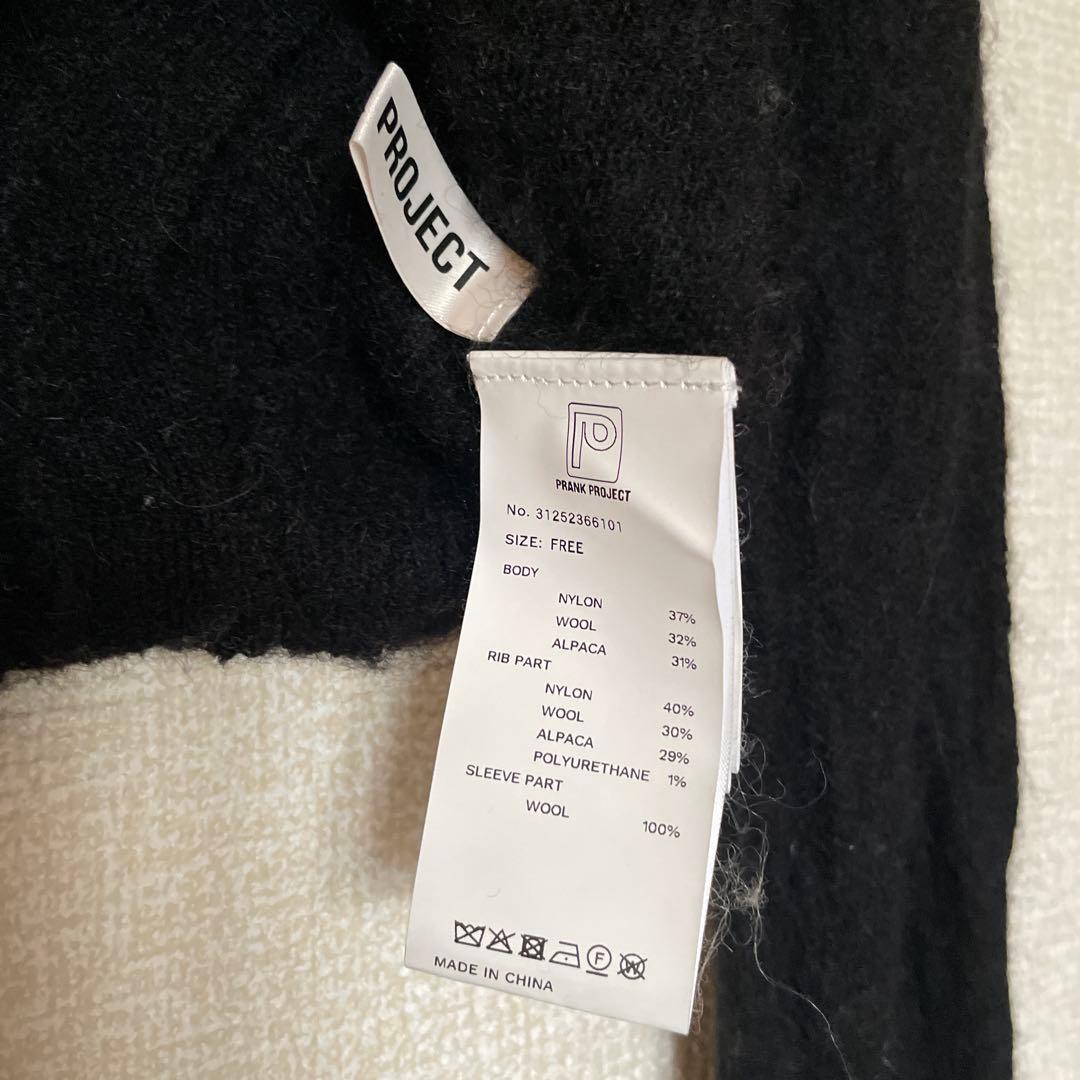 PROJECT
P
PRANK PROJECT
No. 31252366101
SIZE: FREE
BODY
NYLON 37%
WOOL 32%
ALPACA 31%
RIB PART
NYLON 40%
WOOL 30%
ALPACA 29%
POLYURETHANE 1%
SLEEVE PART
WOOL 100%
F W
MADE IN CHINA